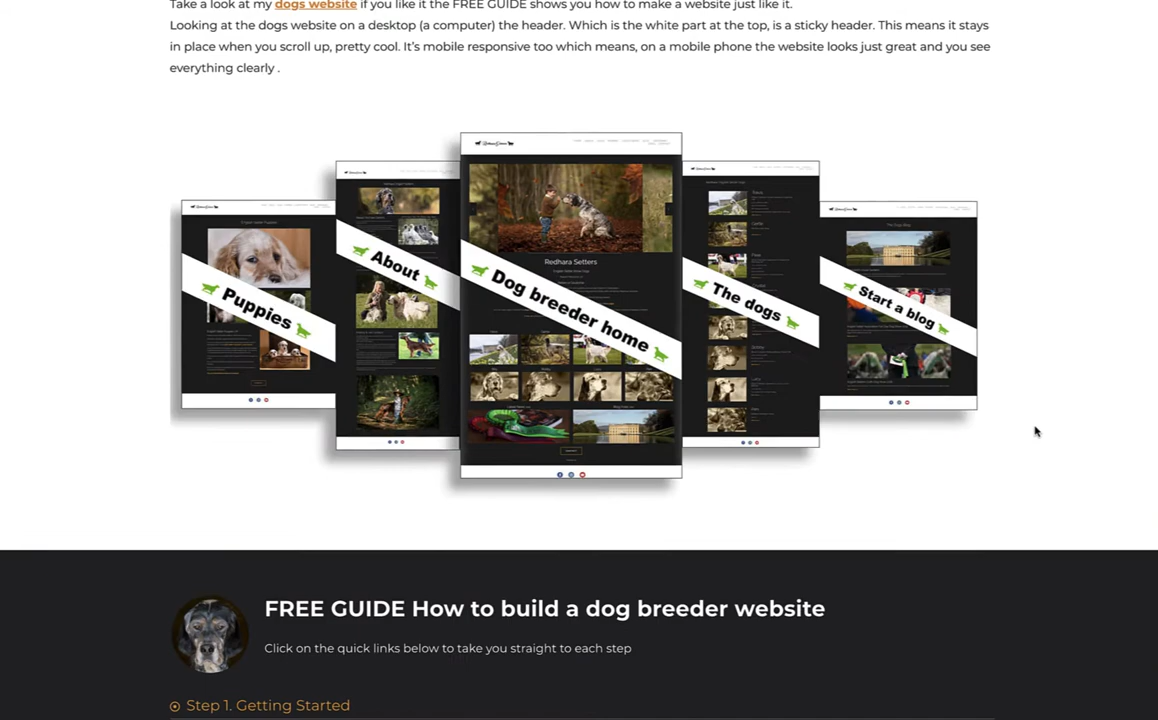 Take a look at my dogs website if you like it the FREE GUIDE shows you how to make a website just like it.
Looking at the dogs website on a desktop (a computer) the header. Which is the white part at the top, is a sticky header. This means it stays
in place when you scroll up, pretty cool. It's mobile responsive too which means, on a mobile phone the website looks just great and you see
everything clearly .
Puppies
About
Dog breeder home
The dogs
Start a blog
Redhara Setters
FREE GUIDE How to build a dog breeder website
Click on the quick links below to take you straight to each step
Step 1. Getting Started